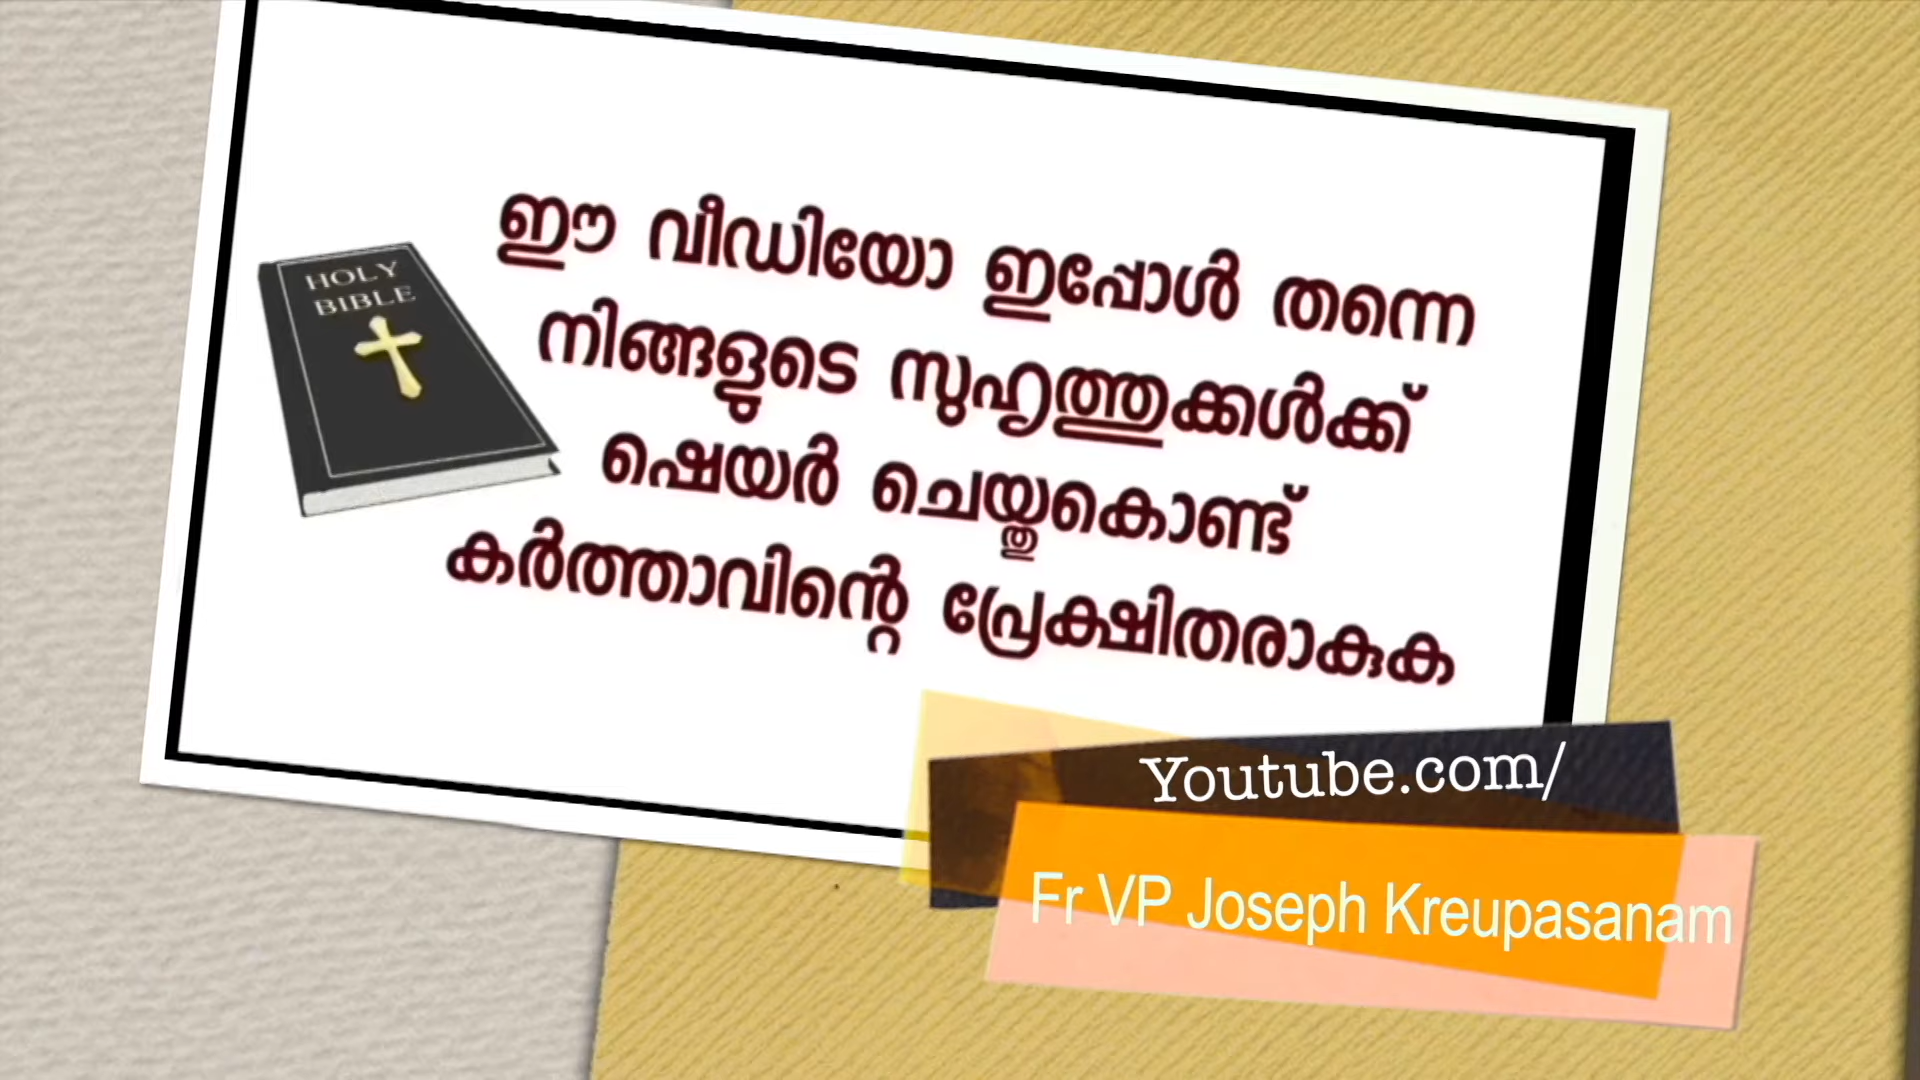 HOLY
BIBLE
ഈ വീഡിയോ ഇപ്പോൾ തന്നെ
നിങ്ങളുടെ സുഹൃത്തുക്കൾക്ക്
ഷെയർ ചെയ്തുകൊണ്ട്
കർത്താവിന്റെ പ്രേക്ഷിതരാകുക
Youtube.com/
Fr VP Joseph Kreupasanam